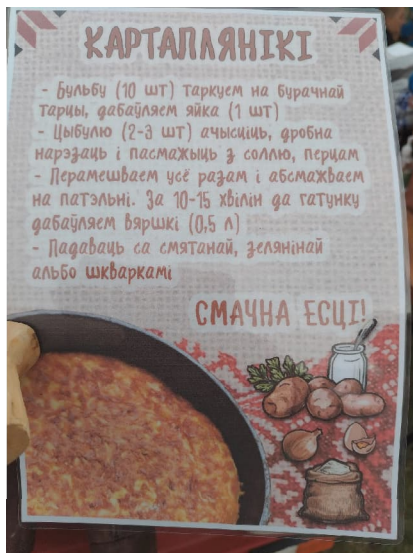 КАРТАПЛЯНІКІ
- Бульбу (10 шт) таркуем на бурачнай
тарцы, дабаўляем яйка (1 шт)
- Цыбулю (2-3 шт) ачысціць, дробна
нарэзаць і пасмажыць з соллю, перцам
- Перамешваем усё разам і абсмажваем
на патэльні. За 10-15 хвілін да гатунку
дабаўляем вяршкі (0,5 л)
- Падаваць са смятанай, зелянінай
альбо шкваркамі
СМАЧНА ЕСЦІ!